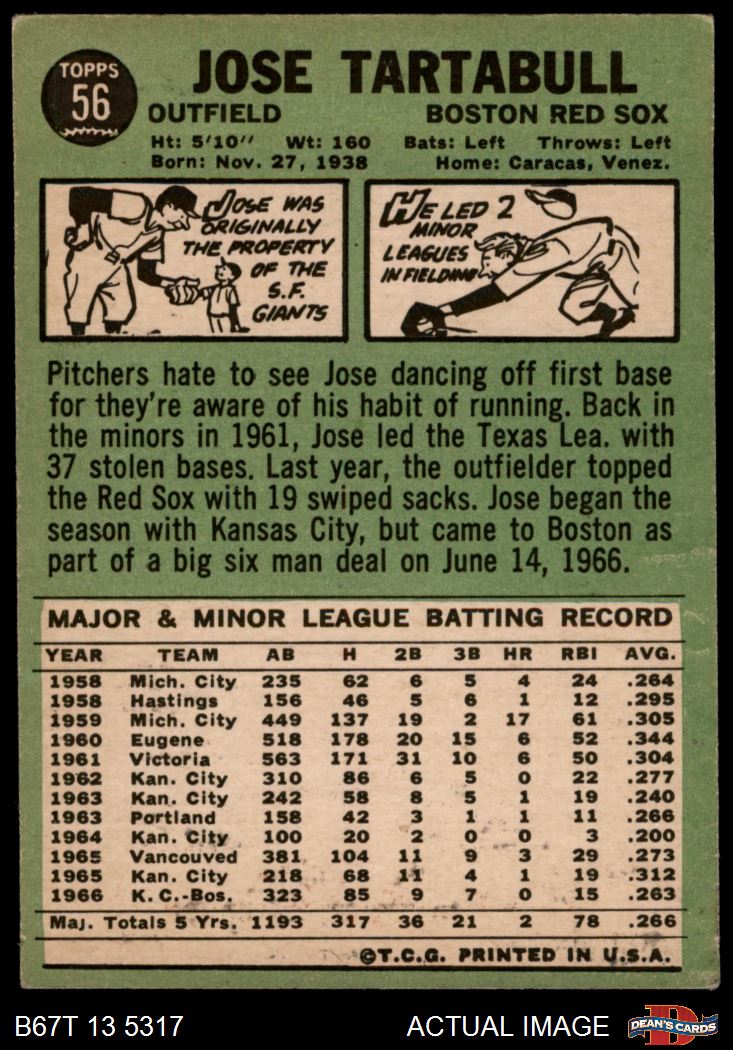 TOPPS
56
JOSE TARTABULL
OUTFIELD BOSTON RED SOX
Ht: 5'10" Wt: 160 Bats: Left Throws: Left
Born: Nov. 27, 1938 Home: Caracas, Venez.
JOSE WAS
ORIGINALLY
THE PROPERTY
OF THE
S.F.
GIANTS
HE LED 2
MINOR
LEAGUES
IN FIELDING
Pitchers hate to see Jose dancing off first base
for they're aware of his habit of running. Back in
the minors in 1961, Jose led the Texas Lea. with
37 stolen bases. Last year, the outfielder topped
the Red Sox with 19 swiped sacks. Jose began the
season with Kansas City, but came to Boston as
part of a big six man deal on June 14, 1966.
MAJOR & MINOR LEAGUE BATTING RECORD
YEAR TEAM AB H 2B 3B HR RBI AVG.
1958 Mich. City 235 62 6 5 4 24 .264
1958 Hastings 156 46 5 6 1 12 .295
1959 Mich. City 449 137 19 2 17 61 .305
1960 Eugene 518 178 20 15 6 52 .344
1961 Victoria 563 171 31 10 6 50 .304
1962 Kan. City 310 86 6 5 0 22 .277
1963 Kan. City 242 58 8 5 1 19 .240
1963 Portland 158 42 3 1 1 11 .266
1964 Kan. City 100 20 2 0 0 3 .200
1965 Vancouved 381 104 11 9 3 29 .273
1965 Kan. City 218 68 11 4 1 19 .312
1966 K.C.-Bos. 323 85 9 7 0 15 .263
Maj. Totals 5 Yrs. 1193 317 36 21 2 78 .266
©T.C.G. PRINTED IN U.S.A.
B67T 13 5317 ACTUAL IMAGE DEAN'S CARDS